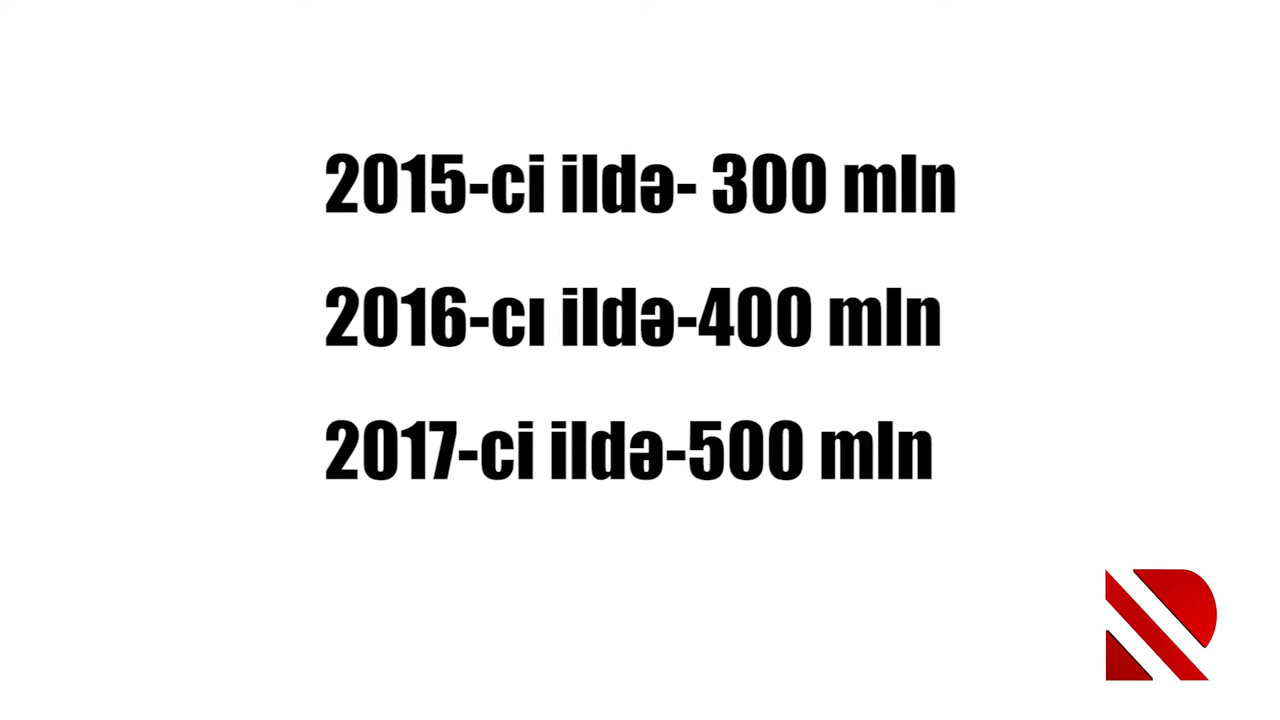 2015-ci ildə- 300 mln
2016-cı ildə-400 mln
2017-ci ildə-500 mln